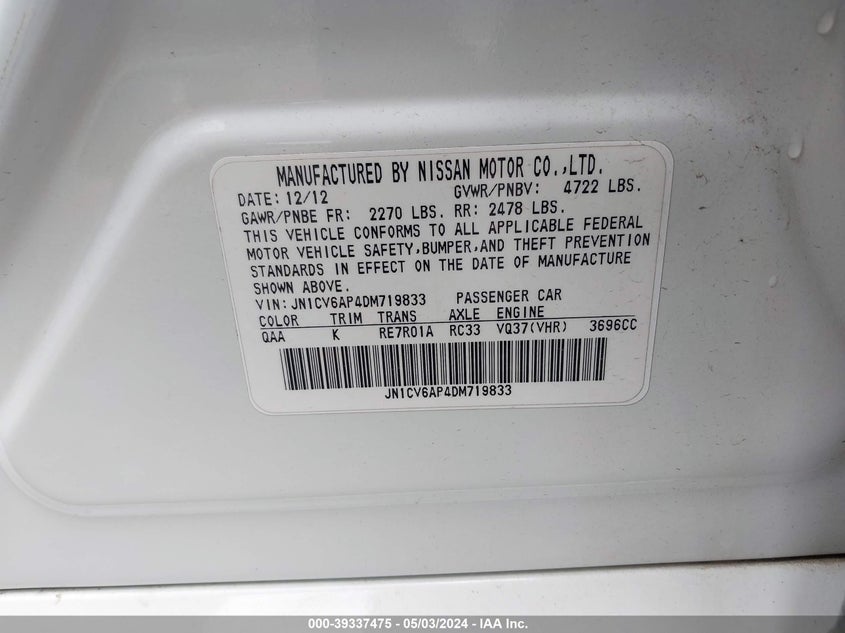 MANUFACTURED BY NISSAN MOTOR CO.,LTD.
DATE: 12/12 GVWR/PNBV: 4722 LBS.
GAWR/PNBE FR: 2270 LBS. RR: 2478 LBS.
THIS VEHICLE CONFORMS TO ALL APPLICABLE FEDERAL
MOTOR VEHICLE SAFETY,BUMPER,AND THEFT PREVENTION
STANDARDS IN EFFECT ON THE DATE OF MANUFACTURE
SHOWN ABOVE.
VIN: JN1CV6AP4DM719833 PASSENGER CAR
COLOR TRIM TRANS AXLE ENGINE
QAA K RE7R01A RC33 VQ37(VHR) 3696CC
JN1CV6AP4DM719833
000-39337475 — 05/03/2024 — IAA Inc.